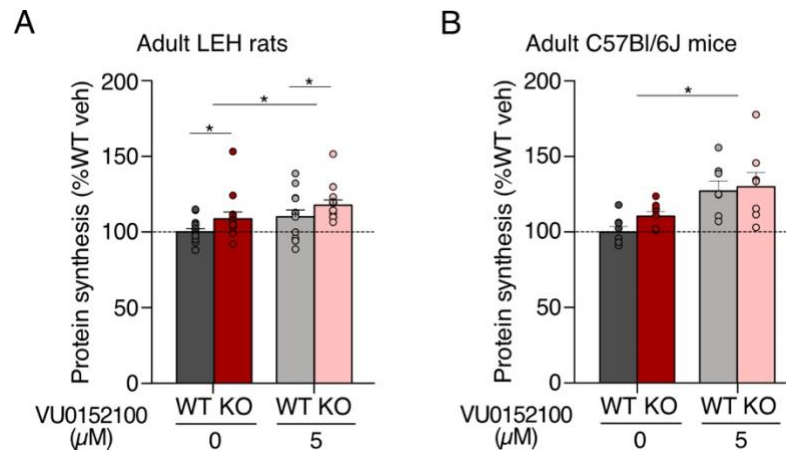 A
Adult LEH rats
Protein synthesis (%WT veh)
200
150
100
50
0
*
*
*
WT KO WT KO
VU0152100
(µM)
0 5
B
Adult C57Bl/6J mice
Protein synthesis (%WT veh)
200
150
100
50
0
*
WT KO WT KO
VU0152100
(µM)
0 5